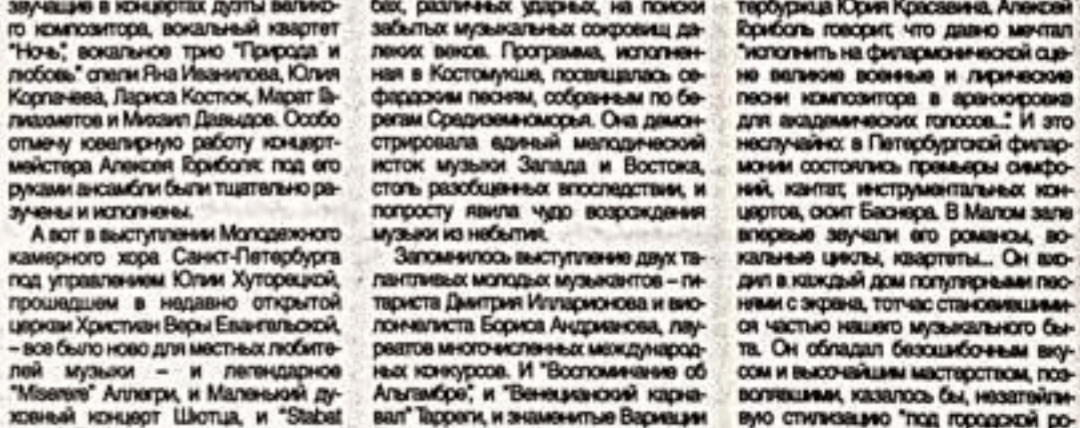 звучащие в концертах дуэты велико-
го композитора, вокальный квартет
"Ночь", вокальное трио "Природа и
любовь" спели Яна Иванилова, Юлия
Корпачева, Лариса Костюк, Марат Га-
лиахметов и Михаил Давыдов. Особо
отмечу ювелирную работу концерт-
мейстера Алексея Гориболя: под его
руками ансамбли были тщательно ра-
зучены и исполнены.
А вот в выступлении Молодежного
камерного хора Санкт-Петербурга
под управлением Юлии Хуторецкой,
прошедшем в недавно открытой
церкви Христиан Веры Евангельской,
– все было ново для местных любите-
лей музыки – и легендарное
"Miserere" Аллегри, и Маленький ду-
ховный концерт Шютца, и "Stabat
бах, различных ударных, на поиски
забытых музыкальных сокровищ да-
леких веков. Программа, исполнен-
ная в Костомукше, посвящалась се-
фардским песням, собранным по бе-
регам Средиземноморья. Она демон-
стрировала единый мелодический
исток музыки Запада и Востока,
столь разобщенных впоследствии, и
попросту явила чудо возрождения
музыки из небытия.
Запомнилось выступление двух та-
лантливых молодых музыкантов – ги-
тариста Дмитрия Илларионова и вио-
лончелиста Бориса Андрианова, лау-
реатов многочисленных международ-
ных конкурсов. И "Воспоминание об
Альгамбре", и "Венецианский карна-
вал" Тарреги, и знаменитые Вариации
тербуржца Юрия Красавина. Алексей
Гориболь говорит, что давно мечтал
"исполнить на филармонической сце-
не великие военные и лирические
песни композитора в аранжировке
для академических голосов...". И это
неслучайно: в Петербургской филар-
монии состоялись премьеры симфо-
ний, кантат, инструментальных кон-
цертов, сюит Баснера. В Малом зале
впервые звучали его романсы, во-
кальные циклы, квартеты... Он вхо-
дил в каждый дом популярными пес-
нями с экрана, тотчас становившими-
ся частью нашего музыкального бы-
та. Он обладал безошибочным вку-
сом и высочайшим мастерством, поз-
волявшими, казалось бы, незатейли-
вую стилизацию "под городской ро-